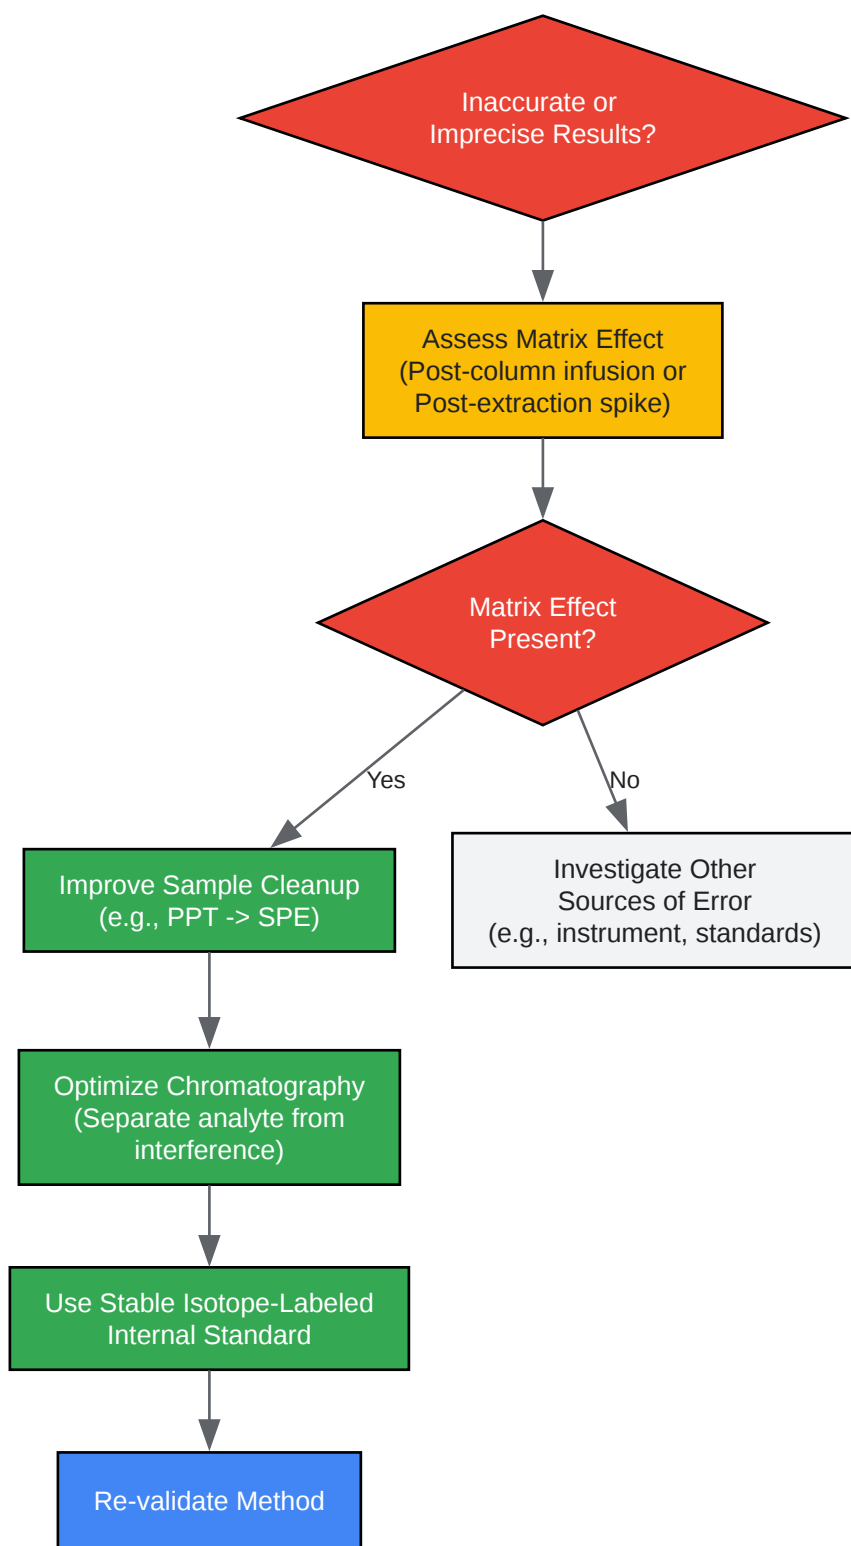 Inaccurate or
Imprecise Results?
Assess Matrix Effect
(Post-column infusion or
Post-extraction spike)
Matrix Effect
Present?
Yes
No
Improve Sample Cleanup
(e.g., PPT -> SPE)
Investigate Other
Sources of Error
(e.g., instrument, standards)
Optimize Chromatography
(Separate analyte from
interference)
Use Stable Isotope-Labeled
Internal Standard
Re-validate Method